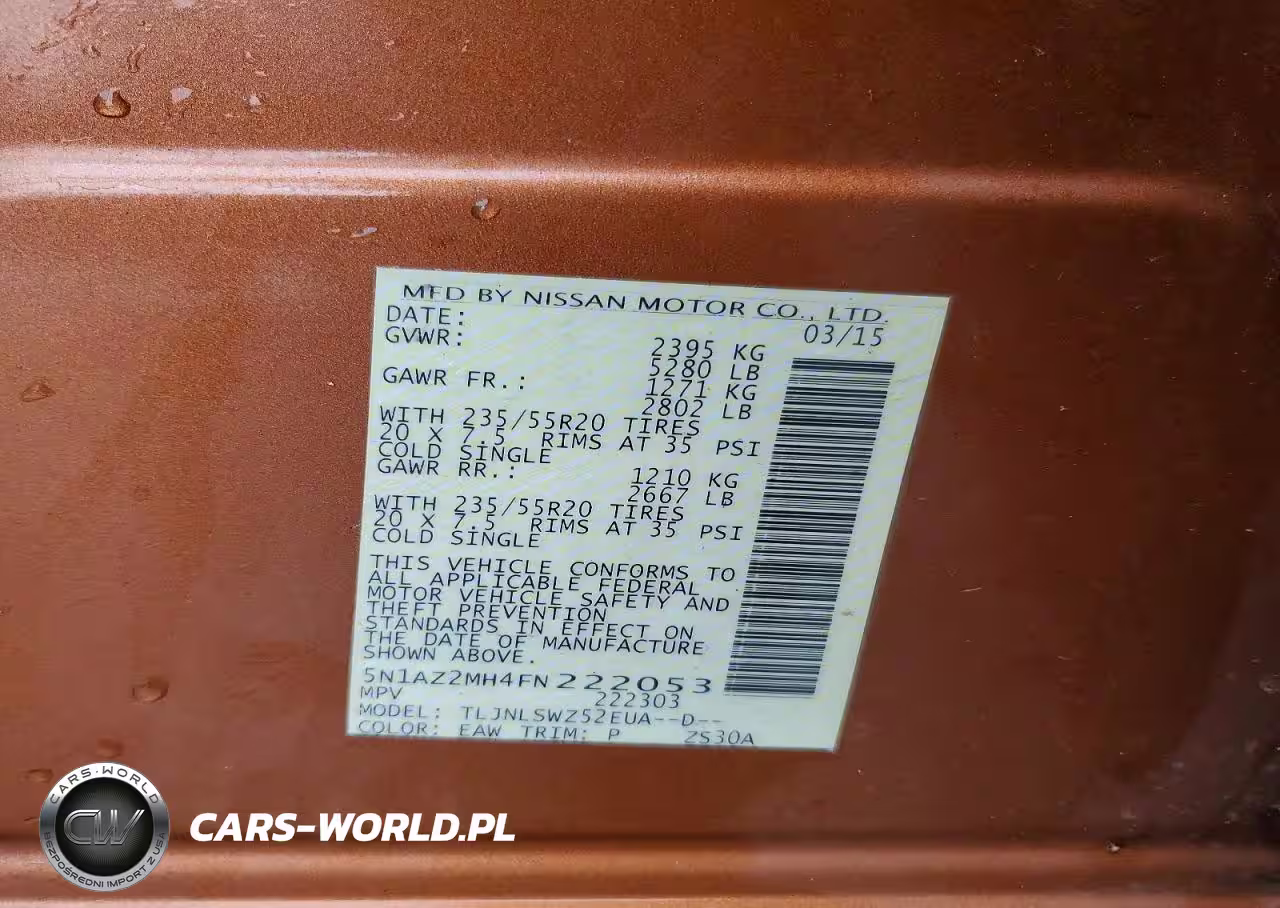 MFD BY NISSAN MOTOR CO., LTD.
DATE: 03/15
GVWR: 2395 KG
5280 LB
GAWR FR.: 1271 KG
2802 LB
WITH 235/55R20 TIRES
20 X 7.5 RIMS AT 35 PSI
COLD SINGLE
GAWR RR.: 1210 KG
2667 LB
WITH 235/55R20 TIRES
20 X 7.5 RIMS AT 35 PSI
COLD SINGLE
THIS VEHICLE CONFORMS TO
ALL APPLICABLE FEDERAL
MOTOR VEHICLE SAFETY AND
THEFT PREVENTION
STANDARDS IN EFFECT ON
THE DATE OF MANUFACTURE
SHOWN ABOVE.
5N1AZ2MH4FN222053
MPV 222303
MODEL: TLJNLSWZ52EUA--D--
COLOR: EAW TRIM: P ZS30A
CARS-WORLD
CW
BEZPOŚREDNI IMPORT Z USA
CARS-WORLD.PL